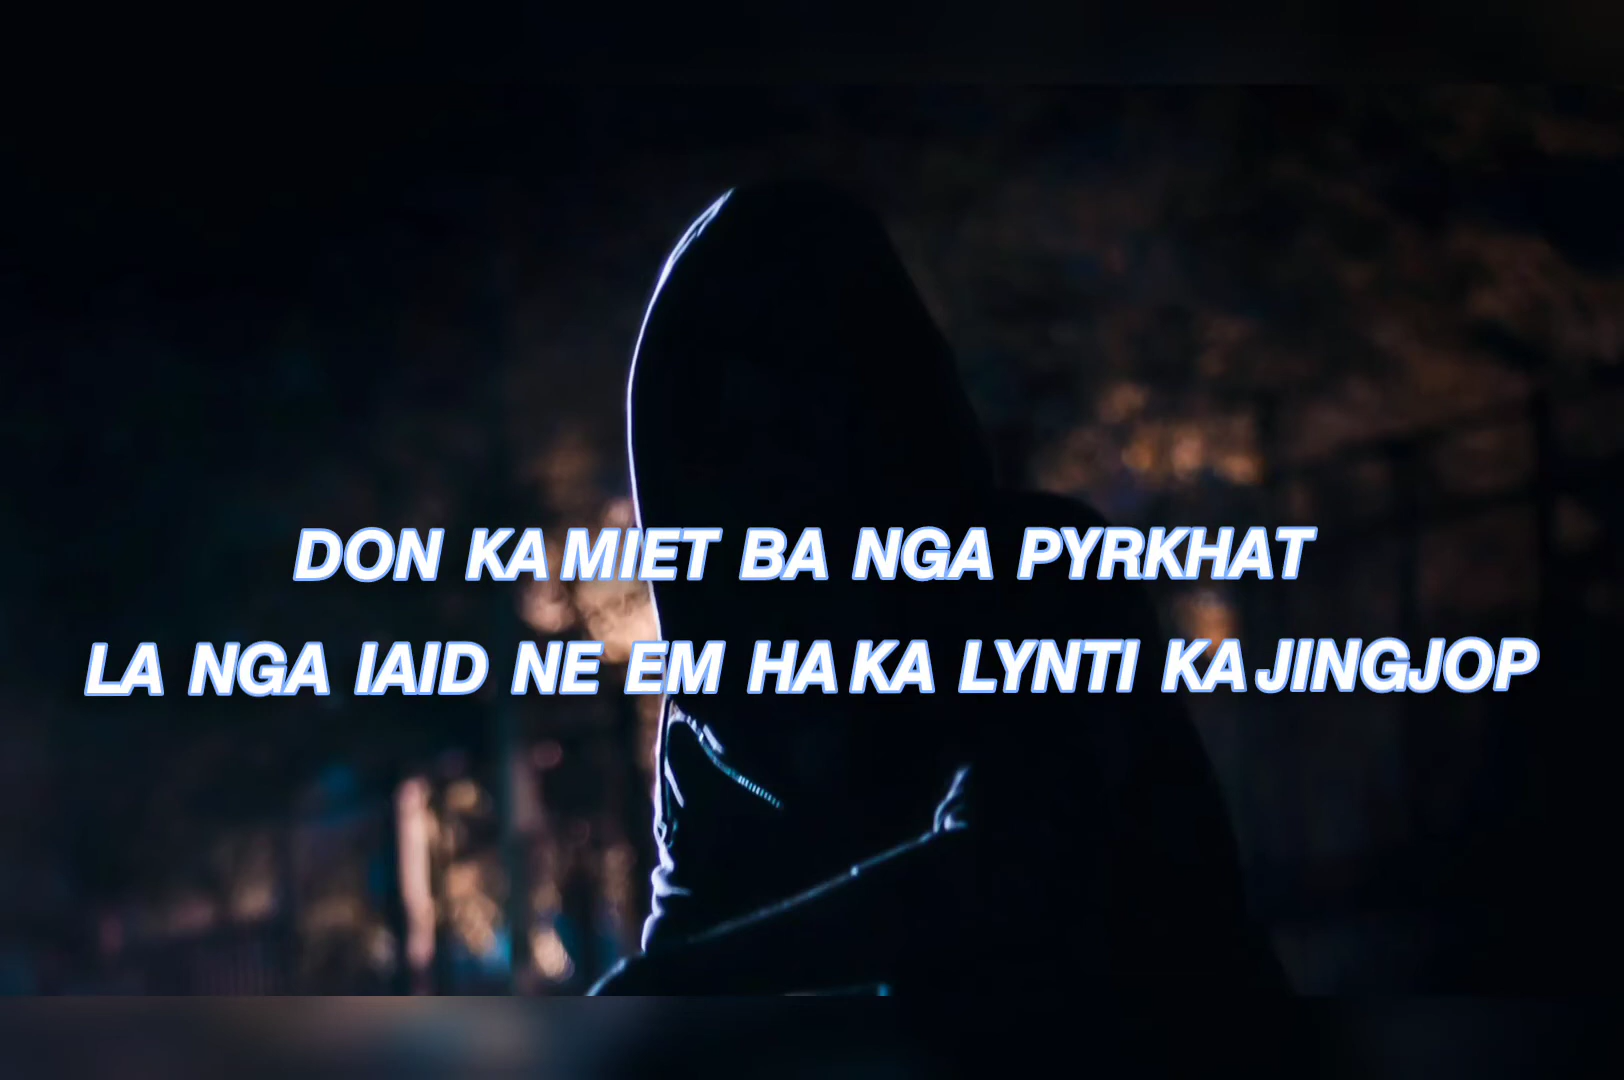 DON KA MIET BA NGA PYRKHAT
LA NGA IAID NE EM HA KA LYNTI KA JINGJOP